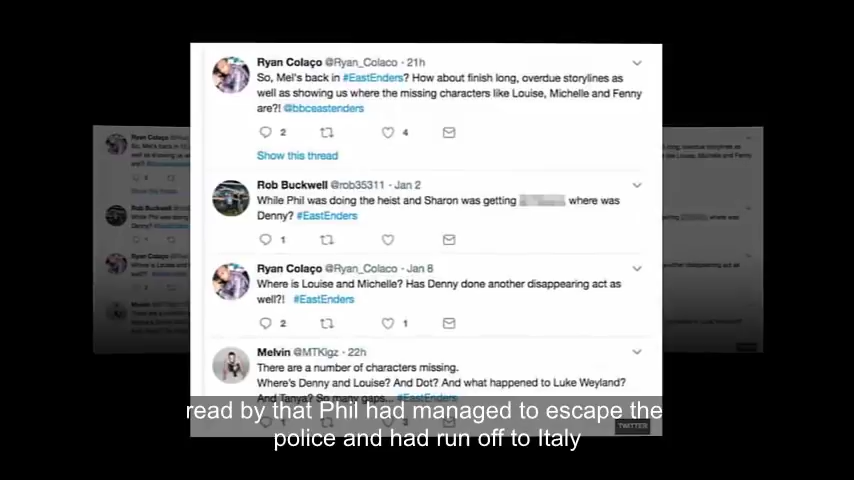 Ryan Colaço @Ryan_Colaco · 21h
So, Mel's back in #EastEnders? How about finish long, overdue storylines as
well as showing us where the missing characters like Louise, Michelle and Fenny
are?! @bbceastenders
2 4
Show this thread
Rob Buckwell @rob35311 · Jan 2
While Phil was doing the heist and Sharon was getting where was
Denny? #EastEnders
1
Ryan Colaço @Ryan_Colaco · Jan 8
Where is Louise and Michelle? Has Denny done another disappearing act as
well?! #EastEnders
2 1
Melvin @MTKigz · 22h
There are a number of characters missing.
Where's Denny and Louise? And Dot? And what happened to Luke Weyland?
And Tanya? So many gaps... #EastEnders
1 3
TWITTER
read by that Phil had managed to escape the
police and had run off to Italy